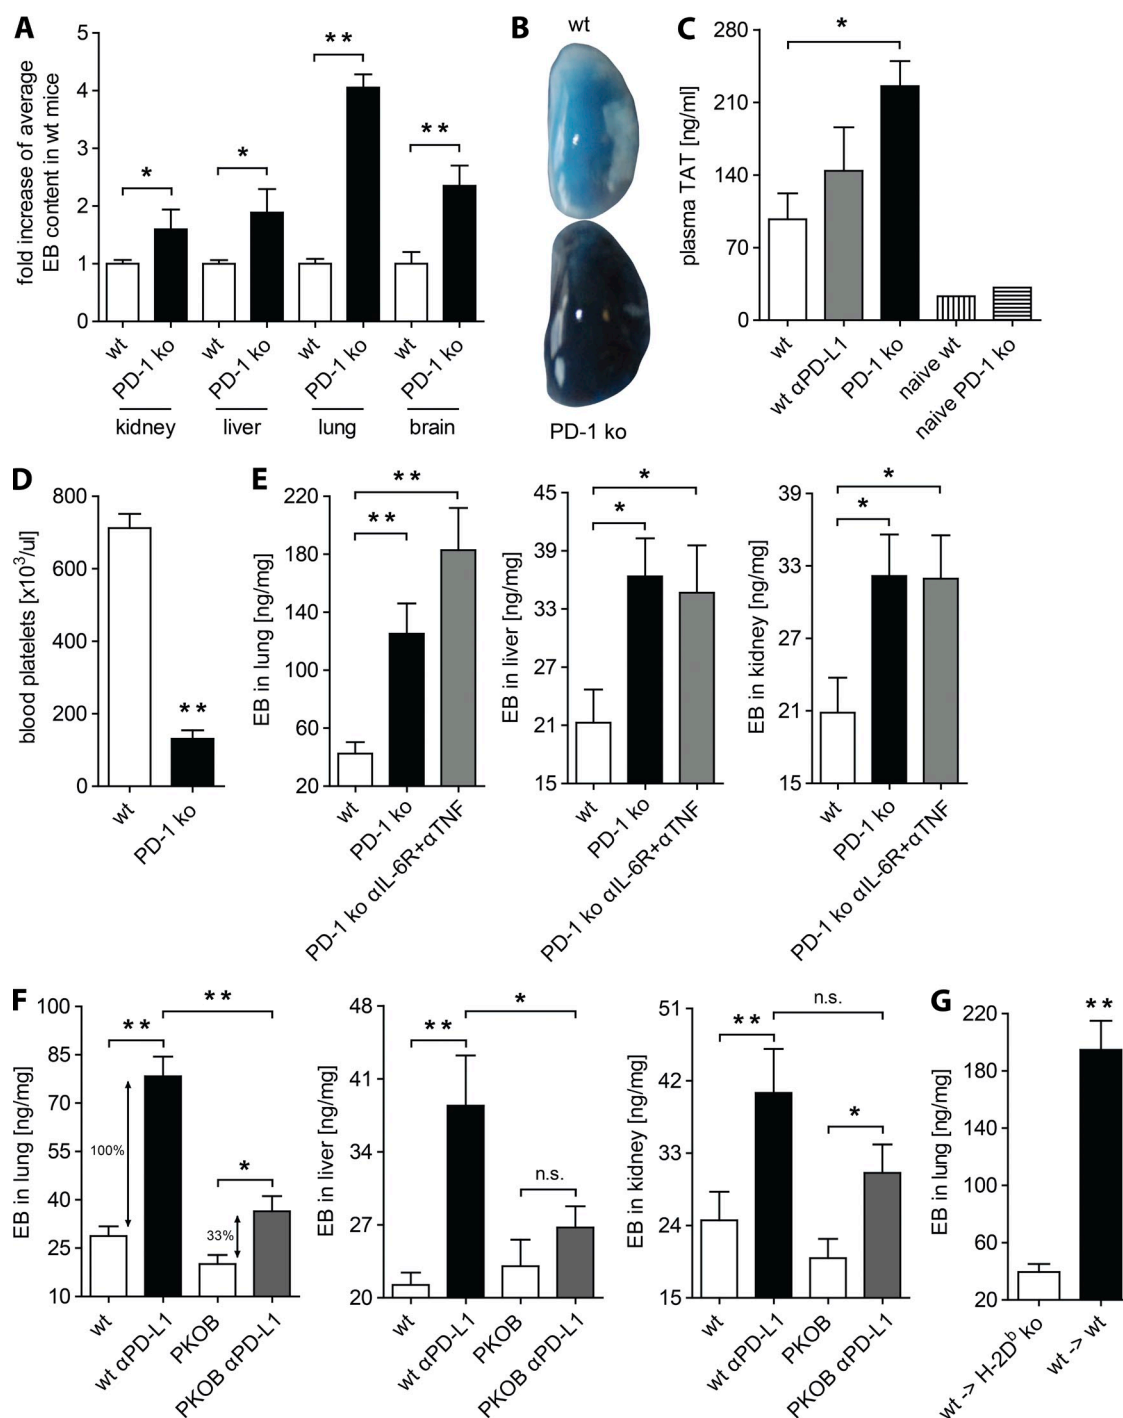 A
fold increase of average
EB content in wt mice
5
4
3
2
1
0
*
*
**
**
wt
PD-1 ko
wt
PD-1 ko
wt
PD-1 ko
wt
PD-1 ko
kidney
liver
lung
brain
B
wt
PD-1 ko
C
plasma TAT [ng/ml]
280
210
140
70
0
*
wt
wt αPD-L1
PD-1 ko
naive wt
naive PD-1 ko
D
blood platelets [x10³/ul]
800
600
400
200
0
**
wt
PD-1 ko
E
EB in lung [ng/mg]
220
180
140
100
60
20
**
**
wt
PD-1 ko
PD-1 ko αIL-6R+αTNF
EB in liver [ng/mg]
45
39
33
27
21
15
*
*
wt
PD-1 ko
PD-1 ko αIL-6R+αTNF
EB in kidney [ng/mg]
39
33
27
21
15
*
*
wt
PD-1 ko
PD-1 ko αIL-6R+αTNF
F
EB in lung [ng/mg]
100
85
70
55
40
25
10
**
**
100%
*
33%
wt
wt αPD-L1
PKOB
PKOB αPD-L1
EB in liver [ng/mg]
48
41
34
27
20
*
**
n.s.
wt
wt αPD-L1
PKOB
PKOB αPD-L1
EB in kidney [ng/mg]
51
42
33
24
15
n.s.
**
*
wt
wt αPD-L1
PKOB
PKOB αPD-L1
G
EB in lung [ng/mg]
220
180
140
100
60
20
**
wt -> H-2Dᵇ ko
wt -> wt